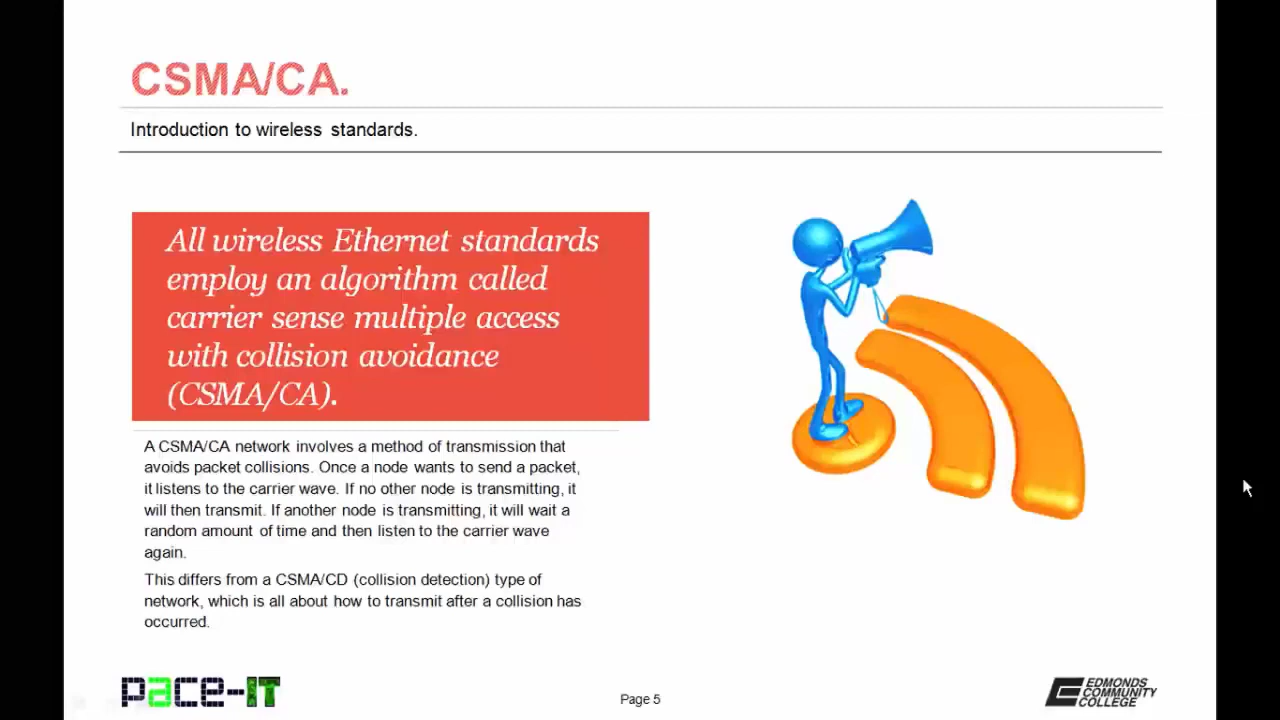 CSMA/CA.
Introduction to wireless standards.
All wireless Ethernet standards
employ an algorithm called
carrier sense multiple access
with collision avoidance
(CSMA/CA).
A CSMA/CA network involves a method of transmission that
avoids packet collisions. Once a node wants to send a packet,
it listens to the carrier wave. If no other node is transmitting, it
will then transmit. If another node is transmitting, it will wait a
random amount of time and then listen to the carrier wave
again.
This differs from a CSMA/CD (collision detection) type of
network, which is all about how to transmit after a collision has
occurred.
pace-IT
Page 5
EDMONDS
COMMUNITY
COLLEGE